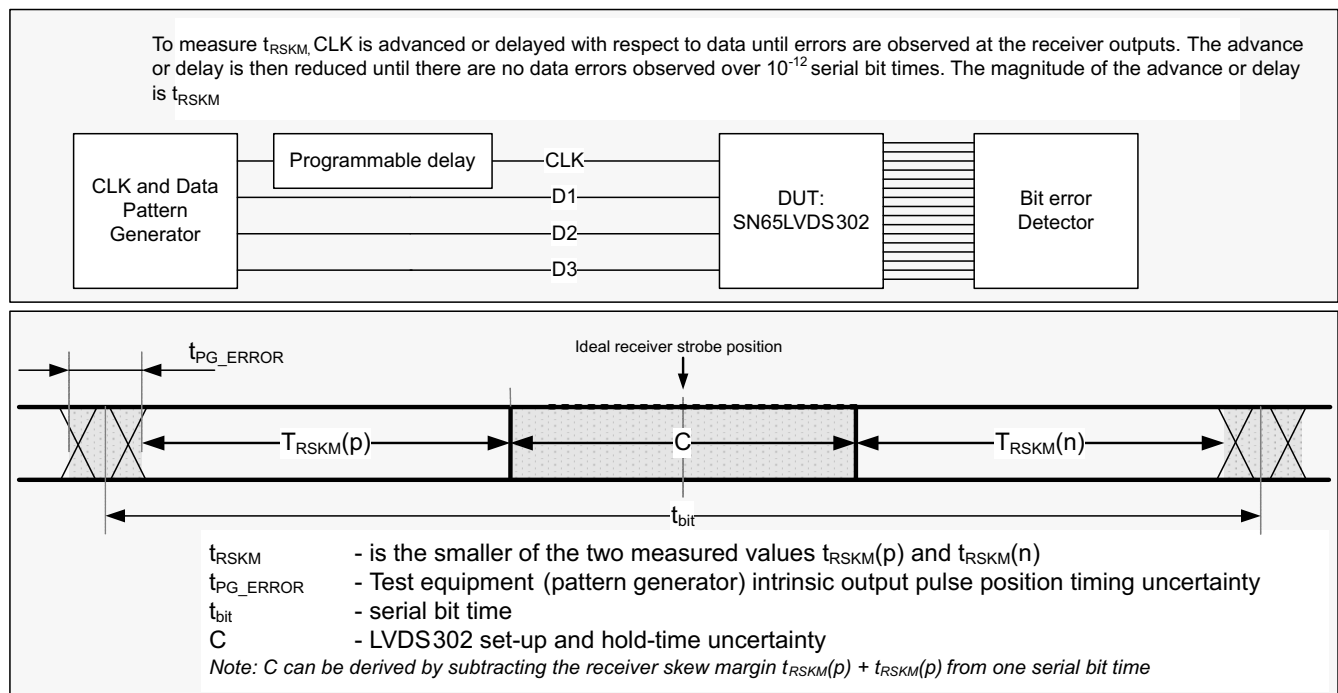 To measure tRSKM, CLK is advanced or delayed with respect to data until errors are observed at the receiver outputs. The advance
or delay is then reduced until there are no data errors observed over 10-12 serial bit times. The magnitude of the advance or delay
is tRSKM
CLK and Data
Pattern
Generator
Programmable delay
CLK
D1
D2
D3
DUT:
SN65LVDS302
Bit error
Detector
tPG_ERROR
Ideal receiver strobe position
TRSKM(p)
C
TRSKM(n)
tbit
tRSKM - is the smaller of the two measured values tRSKM(p) and tRSKM(n)
tPG_ERROR - Test equipment (pattern generator) intrinsic output pulse position timing uncertainty
tbit - serial bit time
C - LVDS302 set-up and hold-time uncertainty
Note: C can be derived by subtracting the receiver skew margin tRSKM(p) + tRSKM(p) from one serial bit time